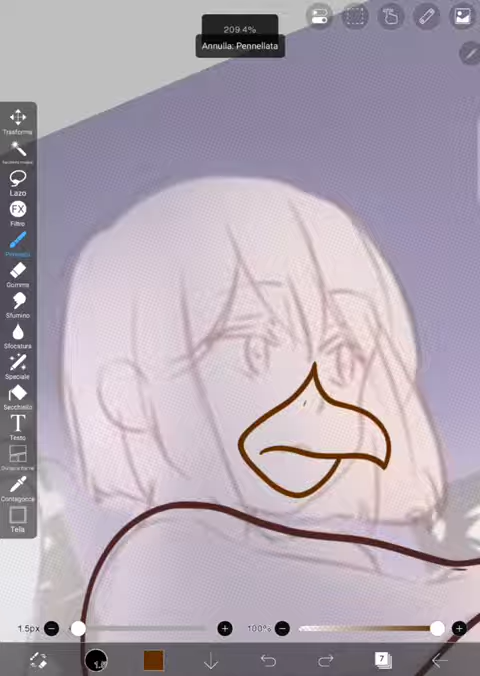 209.4%
Annulla: Pennellata
Trasforma
Lazo
FX
Filtro
Pennello
Gomma
Sfumino
Sfocatura
Speciale
Secchiello
T
Testo
Contagocce
Tela
1.5px
100%
7